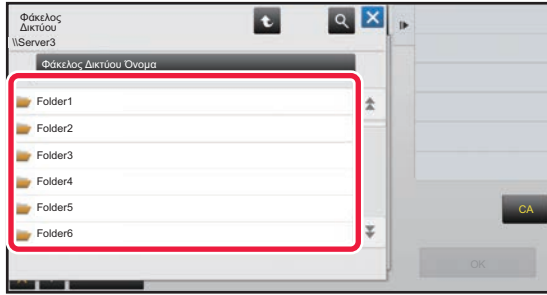 Φάκελος
Δικτύου
\\Server3
Φάκελος Δικτύου Όνομα
Folder1
Folder2
Folder3
Folder4
Folder5
Folder6
CA
OK